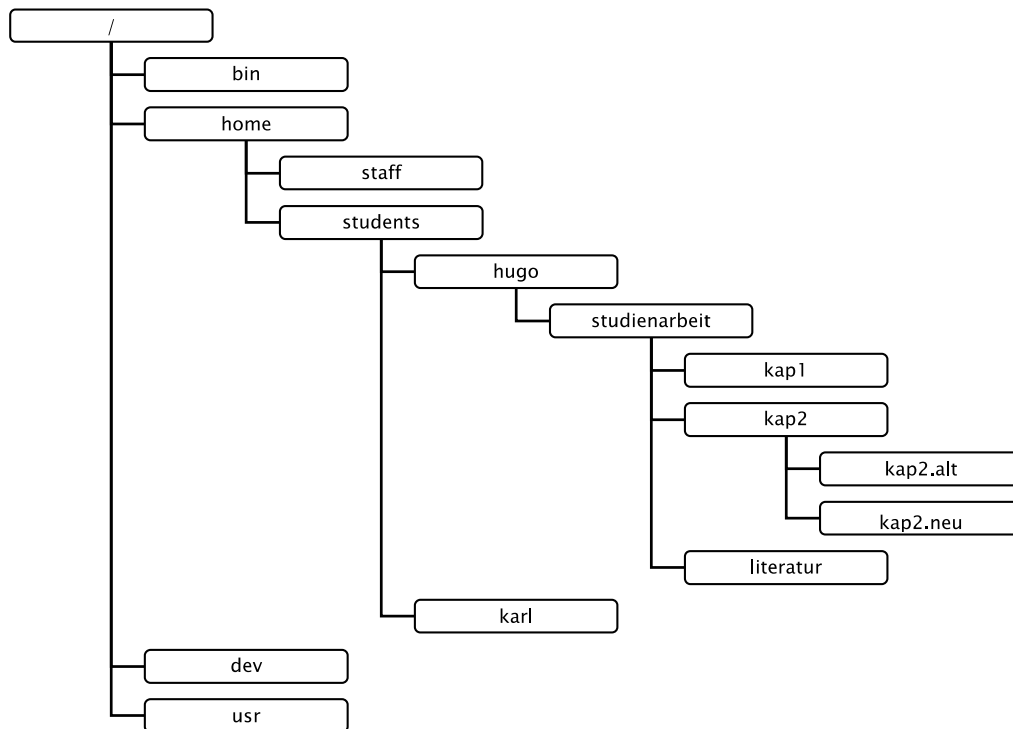 /
bin
home
staff
students
hugo
studienarbeit
kap1
kap2
kap2.alt
kap2.neu
literatur
karl
dev
usr